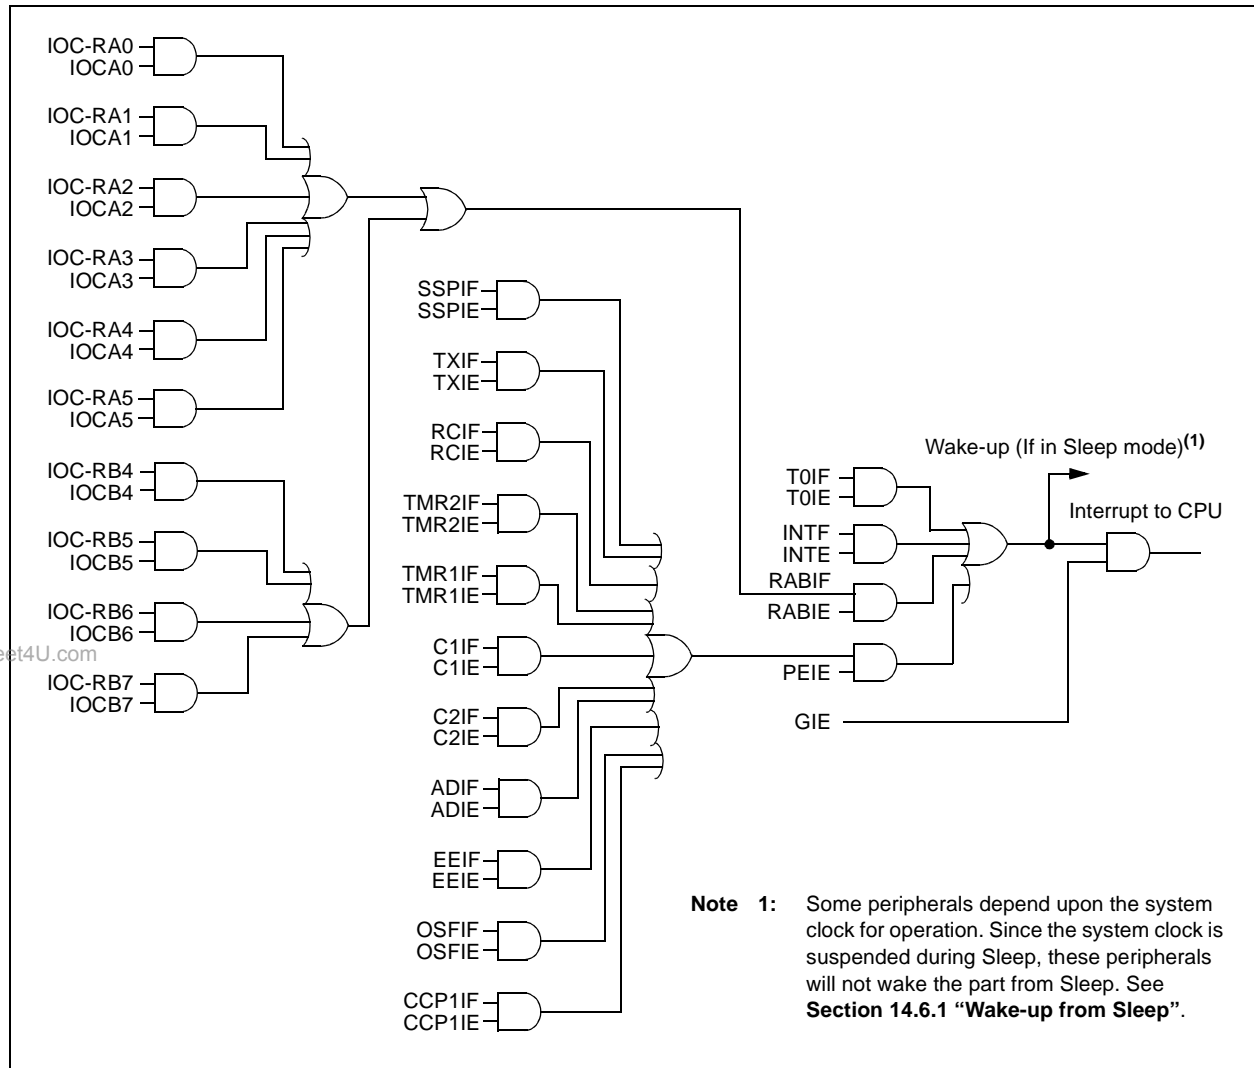 IOC-RA0
IOCA0
IOC-RA1
IOCA1
IOC-RA2
IOCA2
IOC-RA3
IOCA3
IOC-RA4
IOCA4
IOC-RA5
IOCA5
IOC-RB4
IOCB4
IOC-RB5
IOCB5
IOC-RB6
IOCB6
IOC-RB7
IOCB7
et4U.com
SSPIF
SSPIE
TXIF
TXIE
RCIF
RCIE
TMR2IF
TMR2IE
TMR1IF
TMR1IE
C1IF
C1IE
C2IF
C2IE
ADIF
ADIE
EEIF
EEIE
OSFIF
OSFIE
CCP1IF
CCP1IE
T0IF
T0IE
INTF
INTE
RABIF
RABIE
PEIE
GIE
Wake-up (If in Sleep mode)(1)
Interrupt to CPU
Note 1: Some peripherals depend upon the system
clock for operation. Since the system clock is
suspended during Sleep, these peripherals
will not wake the part from Sleep. See
Section 14.6.1 “Wake-up from Sleep”.